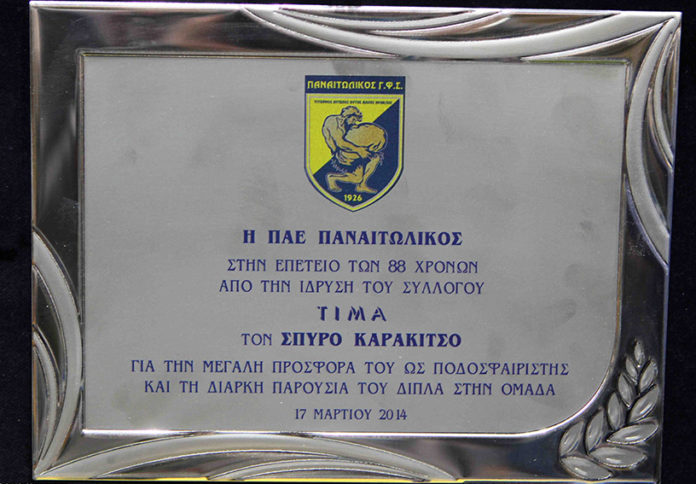 ΠΑΝΑΙΤΩΛΙΚΟΣ Γ.Φ.Σ.
1926
Η ΠΑΕ ΠΑΝΑΙΤΩΛΙΚΟΣ
ΣΤΗΝ ΕΠΕΤΕΙΟ ΤΩΝ 88 ΧΡΟΝΩΝ
ΑΠΟ ΤΗΝ ΙΔΡΥΣΗ ΤΟΥ ΣΥΛΛΟΓΟΥ
ΤΙΜΑ
ΤΟΝ ΣΠΥΡΟ ΚΑΡΑΚΙΤΣΟ
ΓΙΑ ΤΗΝ ΜΕΓΑΛΗ ΠΡΟΣΦΟΡΑ ΤΟΥ ΩΣ ΠΟΔΟΣΦΑΙΡΙΣΤΗΣ
ΚΑΙ ΤΗ ΔΙΑΡΚΗ ΠΑΡΟΥΣΙΑ ΤΟΥ ΔΙΠΛΑ ΣΤΗΝ ΟΜΑΔΑ
17 ΜΑΡΤΙΟΥ 2014